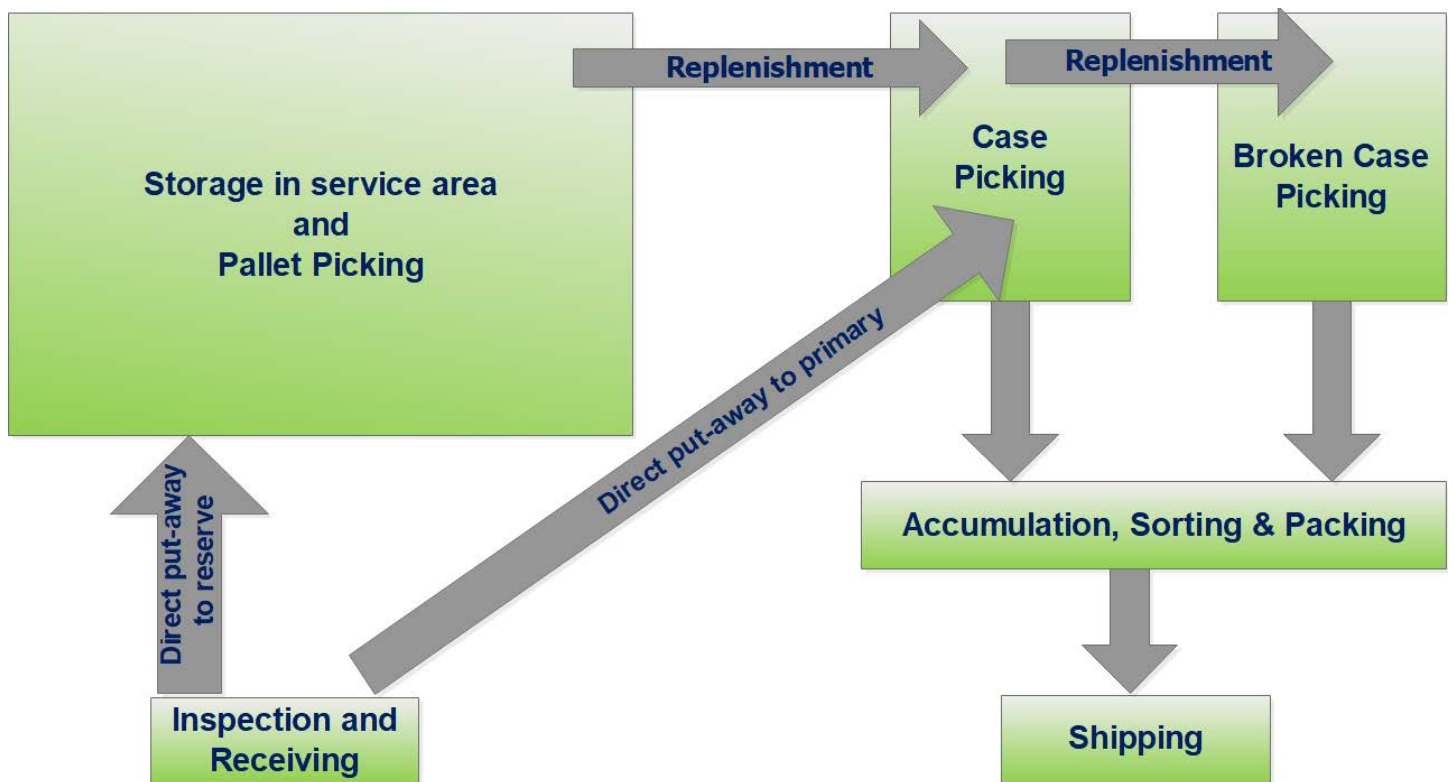 Replenishment
Replenishment
Storage in service area
and
Pallet Picking
Case
Picking
Broken Case
Picking
Direct put-away to primary
Direct put-away
to reserve
Accumulation, Sorting & Packing
Inspection and
Receiving
Shipping